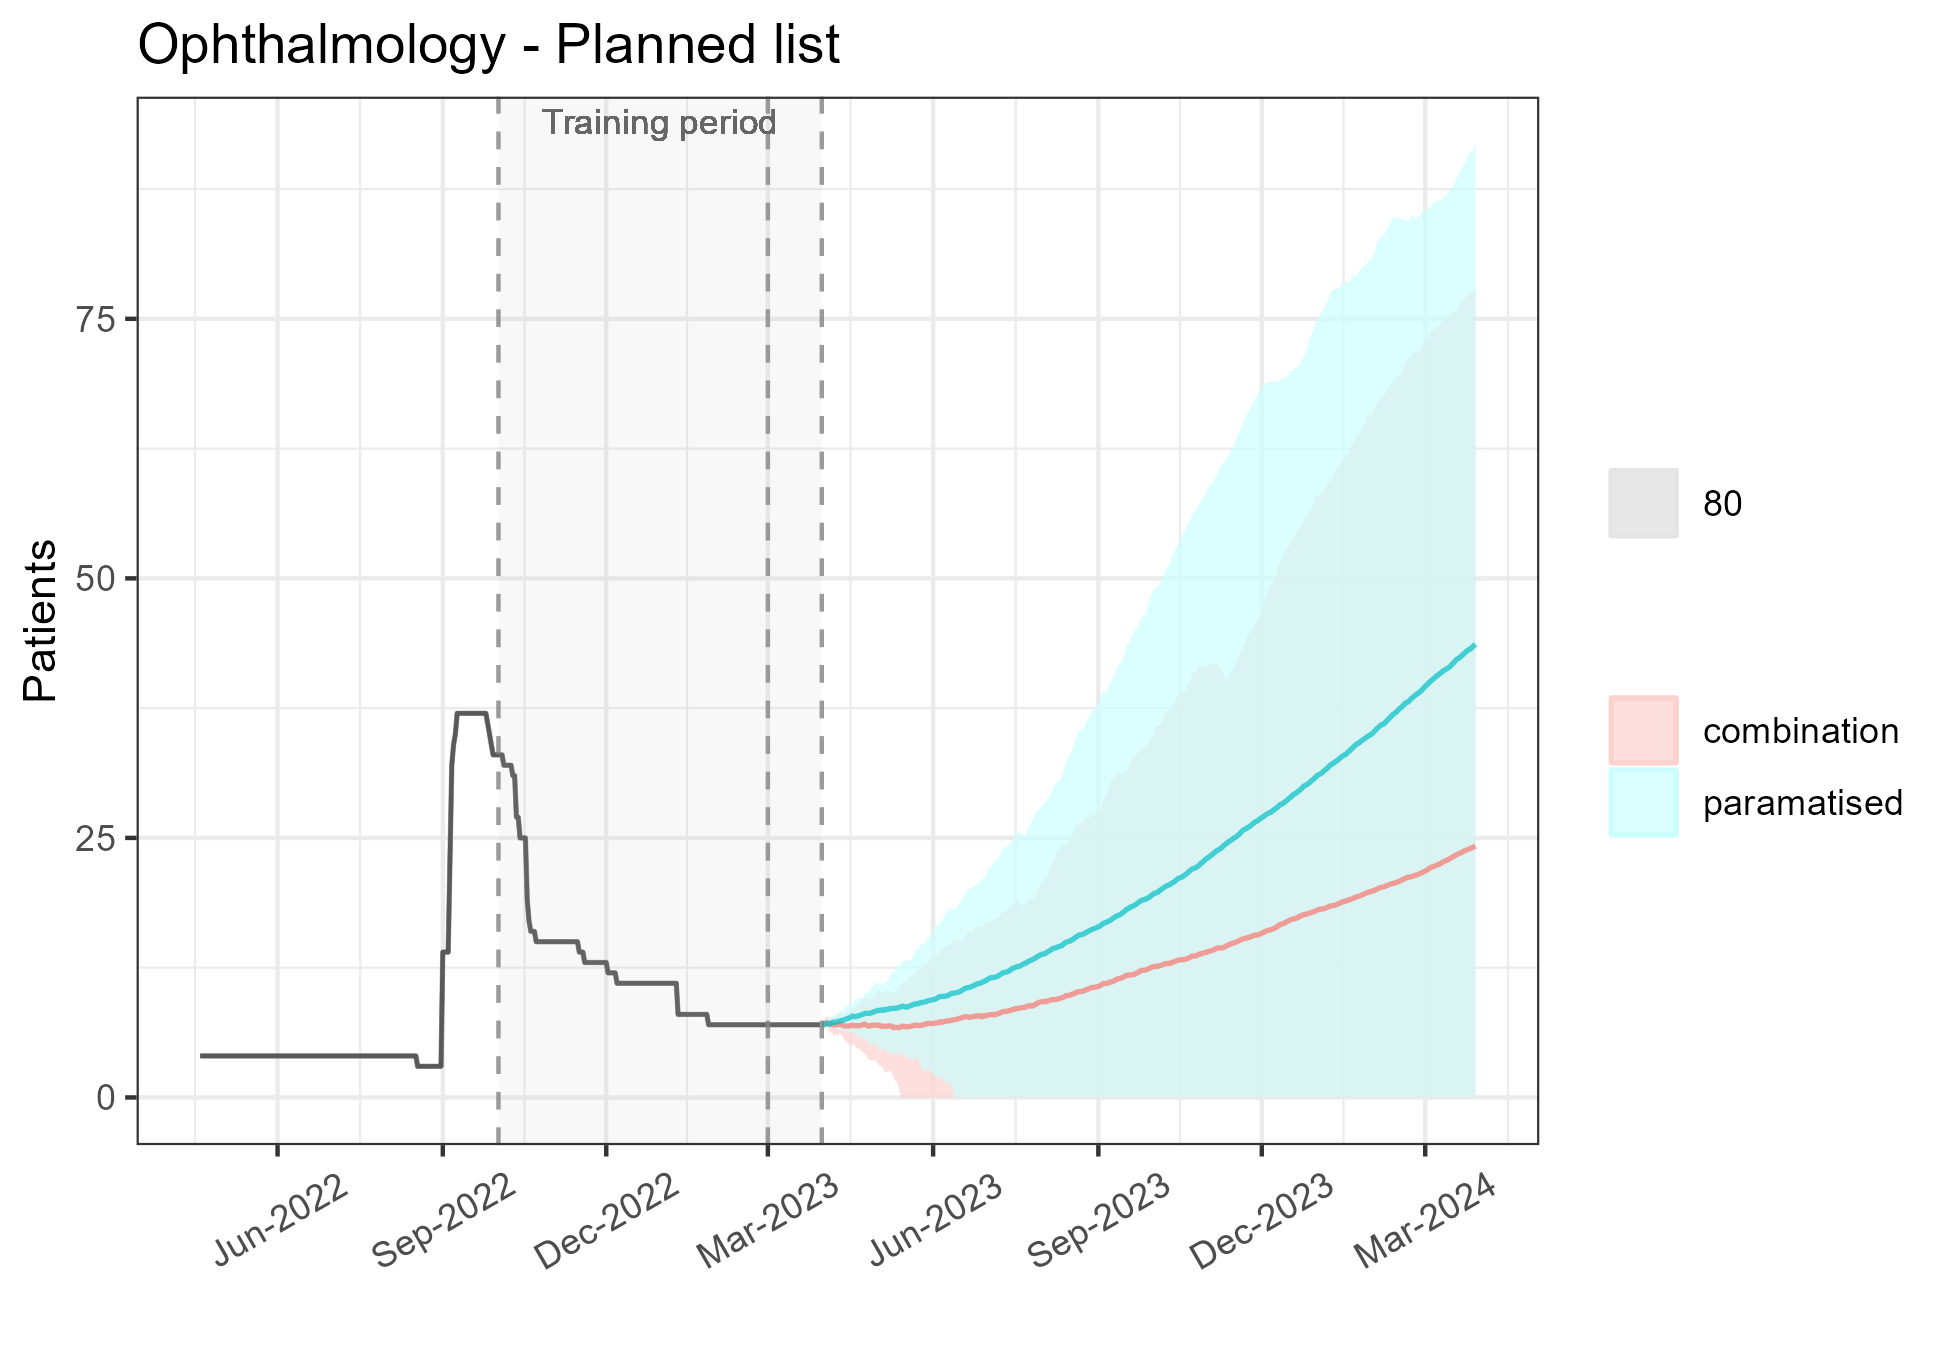 Ophthalmology - Planned list
Training period
Patients
75
50
25
0
Jun-2022
Sep-2022
Dec-2022
Mar-2023
Jun-2023
Sep-2023
Dec-2023
Mar-2024
80
combination
paramatised